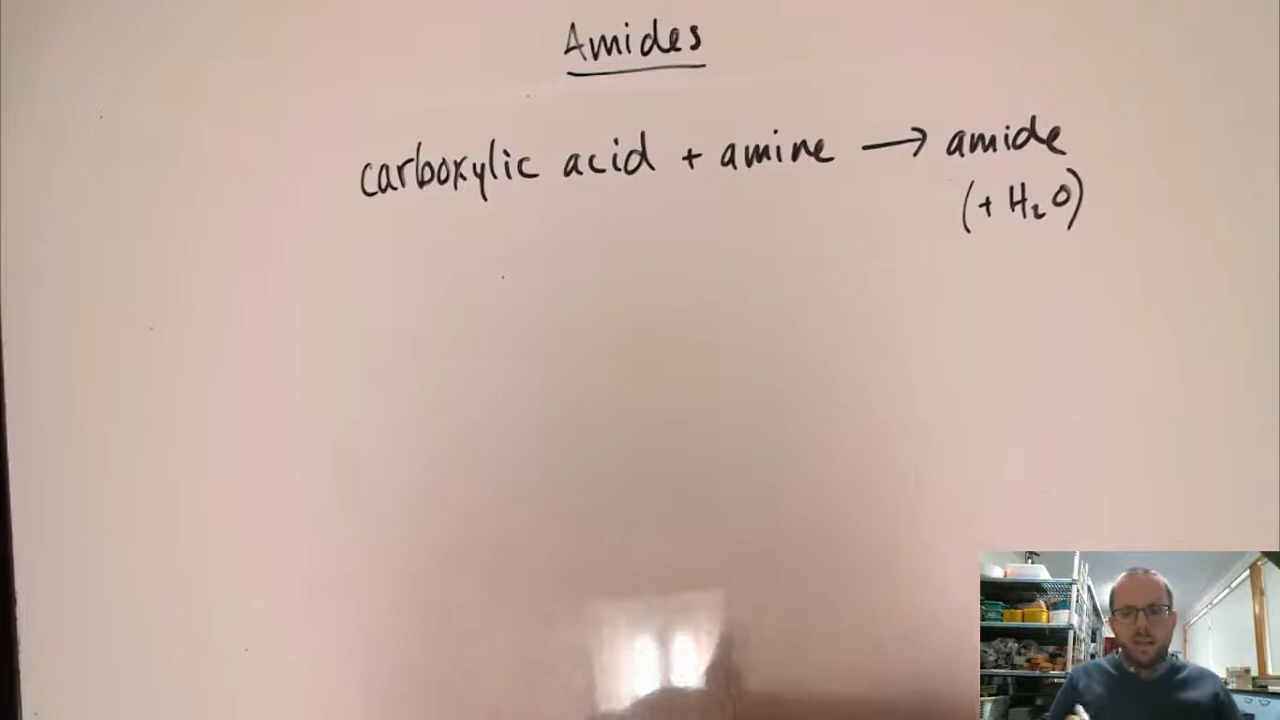 Amides
carboxylic acid + amine → amide
(+ H₂O)